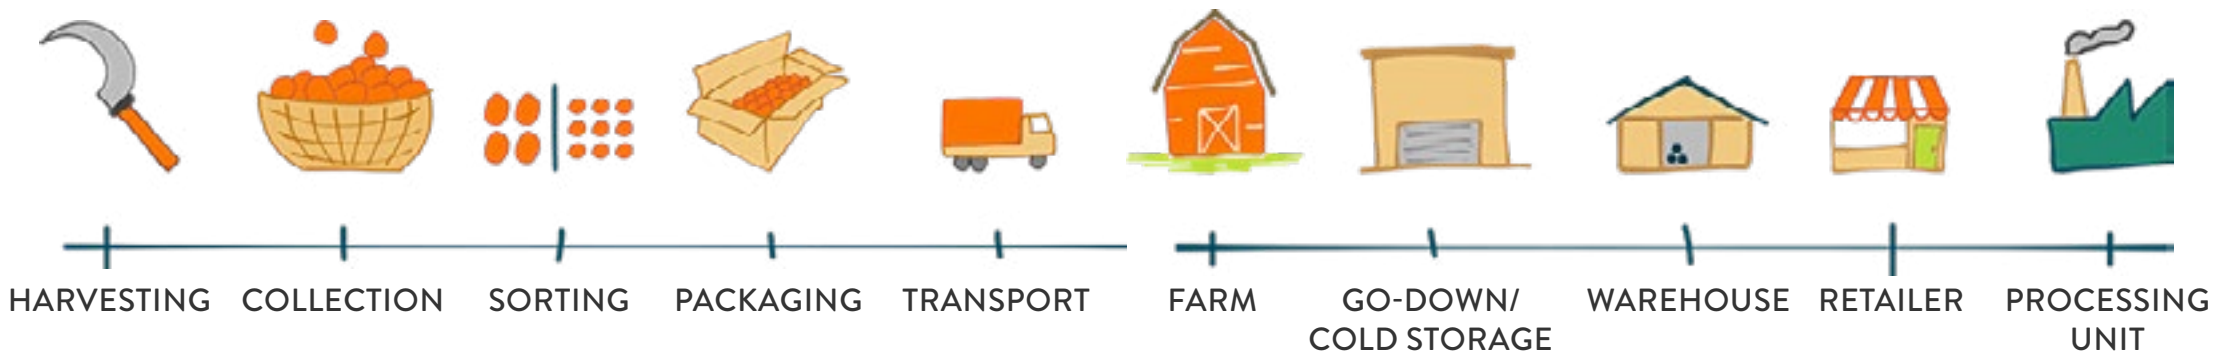 HARVESTING
COLLECTION
SORTING
PACKAGING
TRANSPORT
FARM
GO-DOWN/
COLD STORAGE
WAREHOUSE
RETAILER
PROCESSING
UNIT